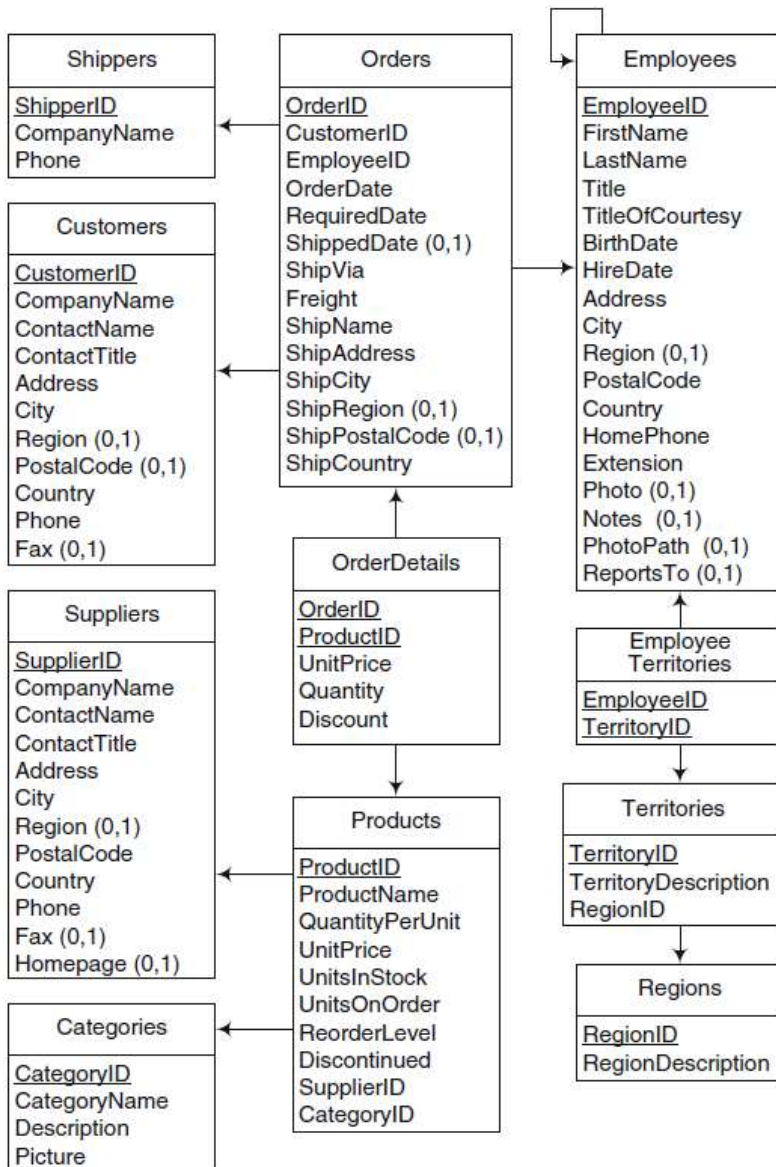 Shippers
ShipperID
CompanyName
Phone
Customers
CustomerID
CompanyName
ContactName
ContactTitle
Address
City
Region (0,1)
PostalCode (0,1)
Country
Phone
Fax (0,1)
Suppliers
SupplierID
CompanyName
ContactName
ContactTitle
Address
City
Region (0,1)
PostalCode
Country
Phone
Fax (0,1)
Homepage (0,1)
Categories
CategoryID
CategoryName
Description
Picture
Orders
OrderID
CustomerID
EmployeeID
OrderDate
RequiredDate
ShippedDate (0,1)
ShipVia
Freight
ShipName
ShipAddress
ShipCity
ShipRegion (0,1)
ShipPostalCode (0,1)
ShipCountry
OrderDetails
OrderID
ProductID
UnitPrice
Quantity
Discount
Products
ProductID
ProductName
QuantityPerUnit
UnitPrice
UnitsInStock
UnitsOnOrder
ReorderLevel
Discontinued
SupplierID
CategoryID
Employees
EmployeeID
FirstName
LastName
Title
TitleOfCourtesy
BirthDate
HireDate
Address
City
Region (0,1)
PostalCode
Country
HomePhone
Extension
Photo (0,1)
Notes (0,1)
PhotoPath (0,1)
ReportsTo (0,1)
Employee
Territories
EmployeeID
TerritoryID
Territories
TerritoryID
TerritoryDescription
RegionID
Regions
RegionID
RegionDescription